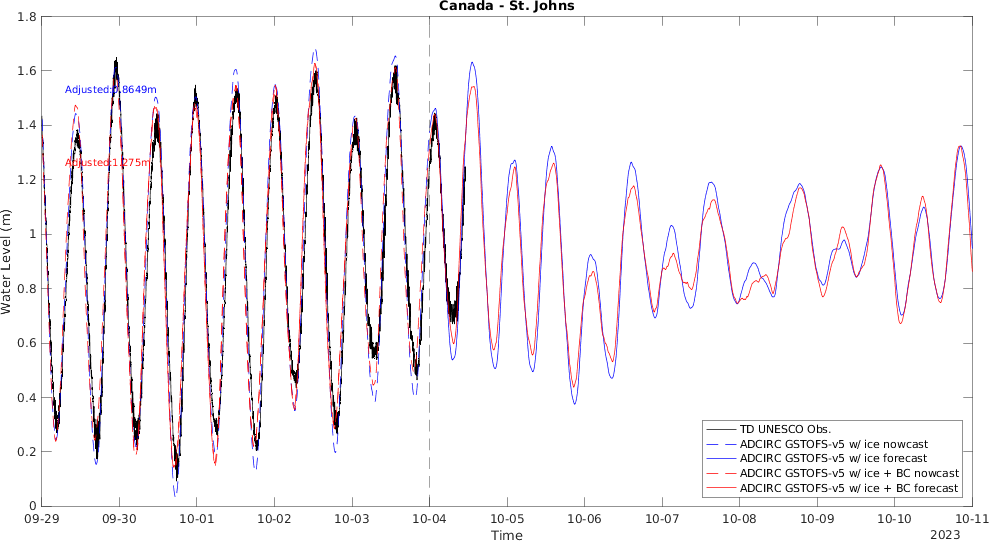 Canada - St. Johns
1.8
1.6
1.4
1.2
1
0.8
0.6
0.4
0.2
0
Water Level (m)
Adjusted:0.8649m
Adjusted:1.275m
TD UNESCO Obs.
ADCIRC GSTOFS-v5 w/ ice nowcast
ADCIRC GSTOFS-v5 w/ ice forecast
ADCIRC GSTOFS-v5 w/ ice + BC nowcast
ADCIRC GSTOFS-v5 w/ ice + BC forecast
09-29 09-30 10-01 10-02 10-03 10-04 10-05 10-06 10-07 10-08 10-09 10-10 10-11
Time
2023